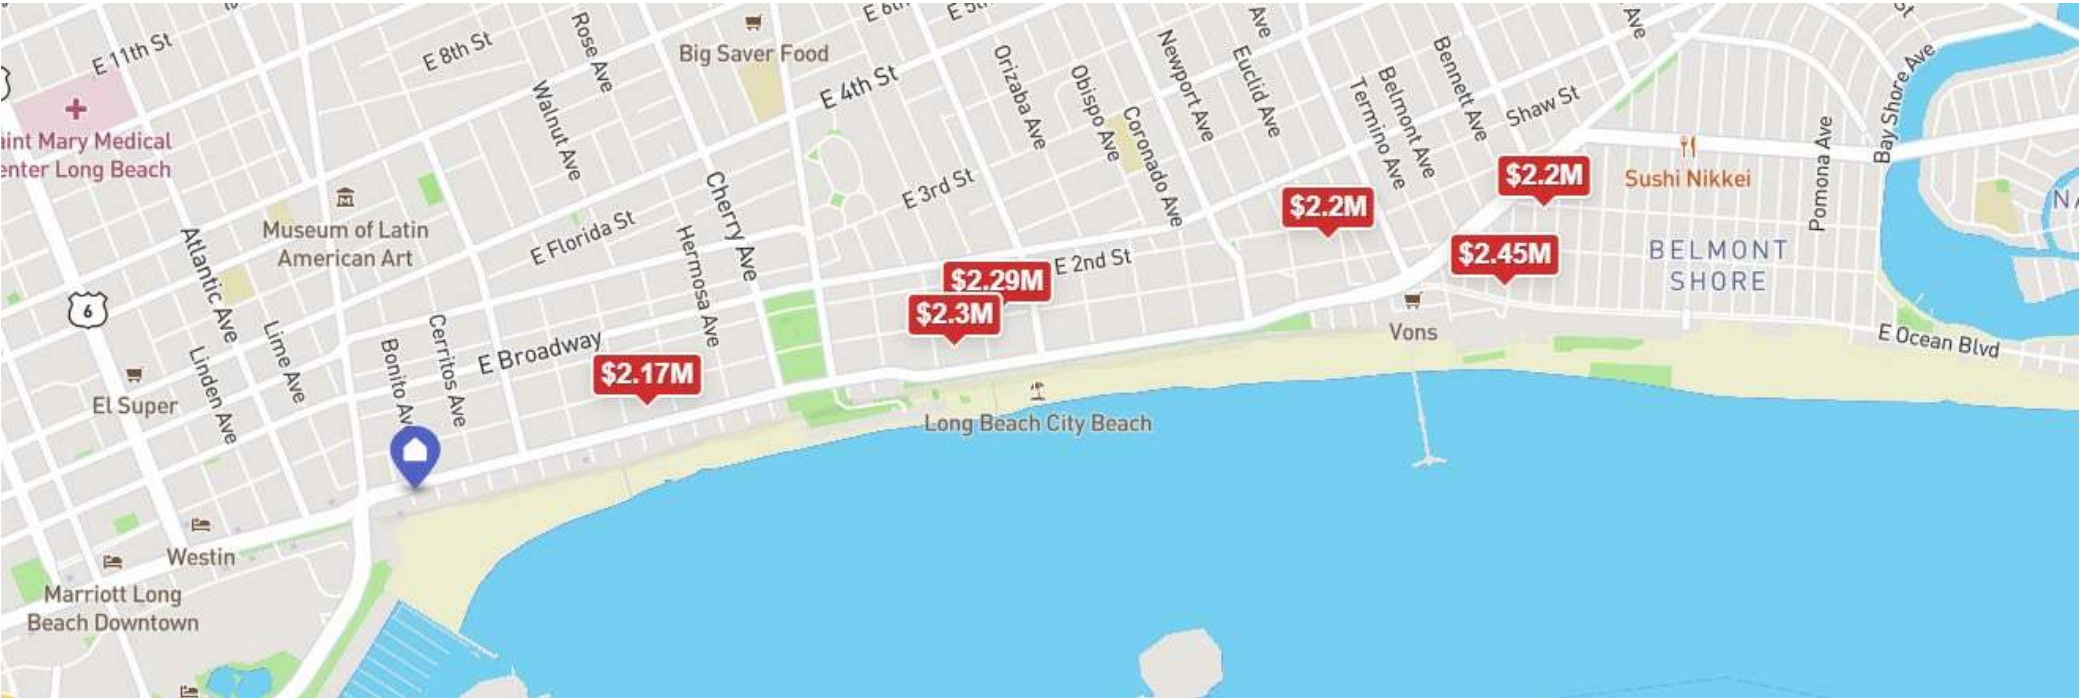 E 11th St
E 8th St
Rose Ave
Big Saver Food
E 4th St
Walnut Ave
Orizaba Ave
Obispo Ave
Coronado Ave
Newport Ave
Euclid Ave
Ave
Termino Ave
Belmont Ave
Bennett Ave
Shaw St
Ave
St
Bay Shore Ave
Pomona Ave
aint Mary Medical
enter Long Beach
Museum of Latin
American Art
Atlantic Ave
E Florida St
Hermosa Ave
Cherry Ave
E 3rd St
E 2nd St
$2.2M
$2.2M
Sushi Nikkei
$2.45M
BELMONT
SHORE
NA
$2.29M
$2.3M
6
Lime Ave
Linden Ave
Bonito Av
Cerritos Ave
E Broadway
$2.17M
Vons
E Ocean Blvd
El Super
Long Beach City Beach
Westin
Marriott Long
Beach Downtown